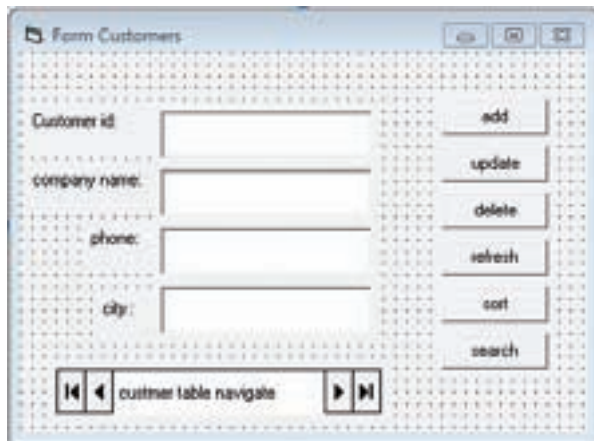 Form Customers
Customer id:
company name:
phone:
city:
add
update
delete
refresh
sort
search
custmer table navigate